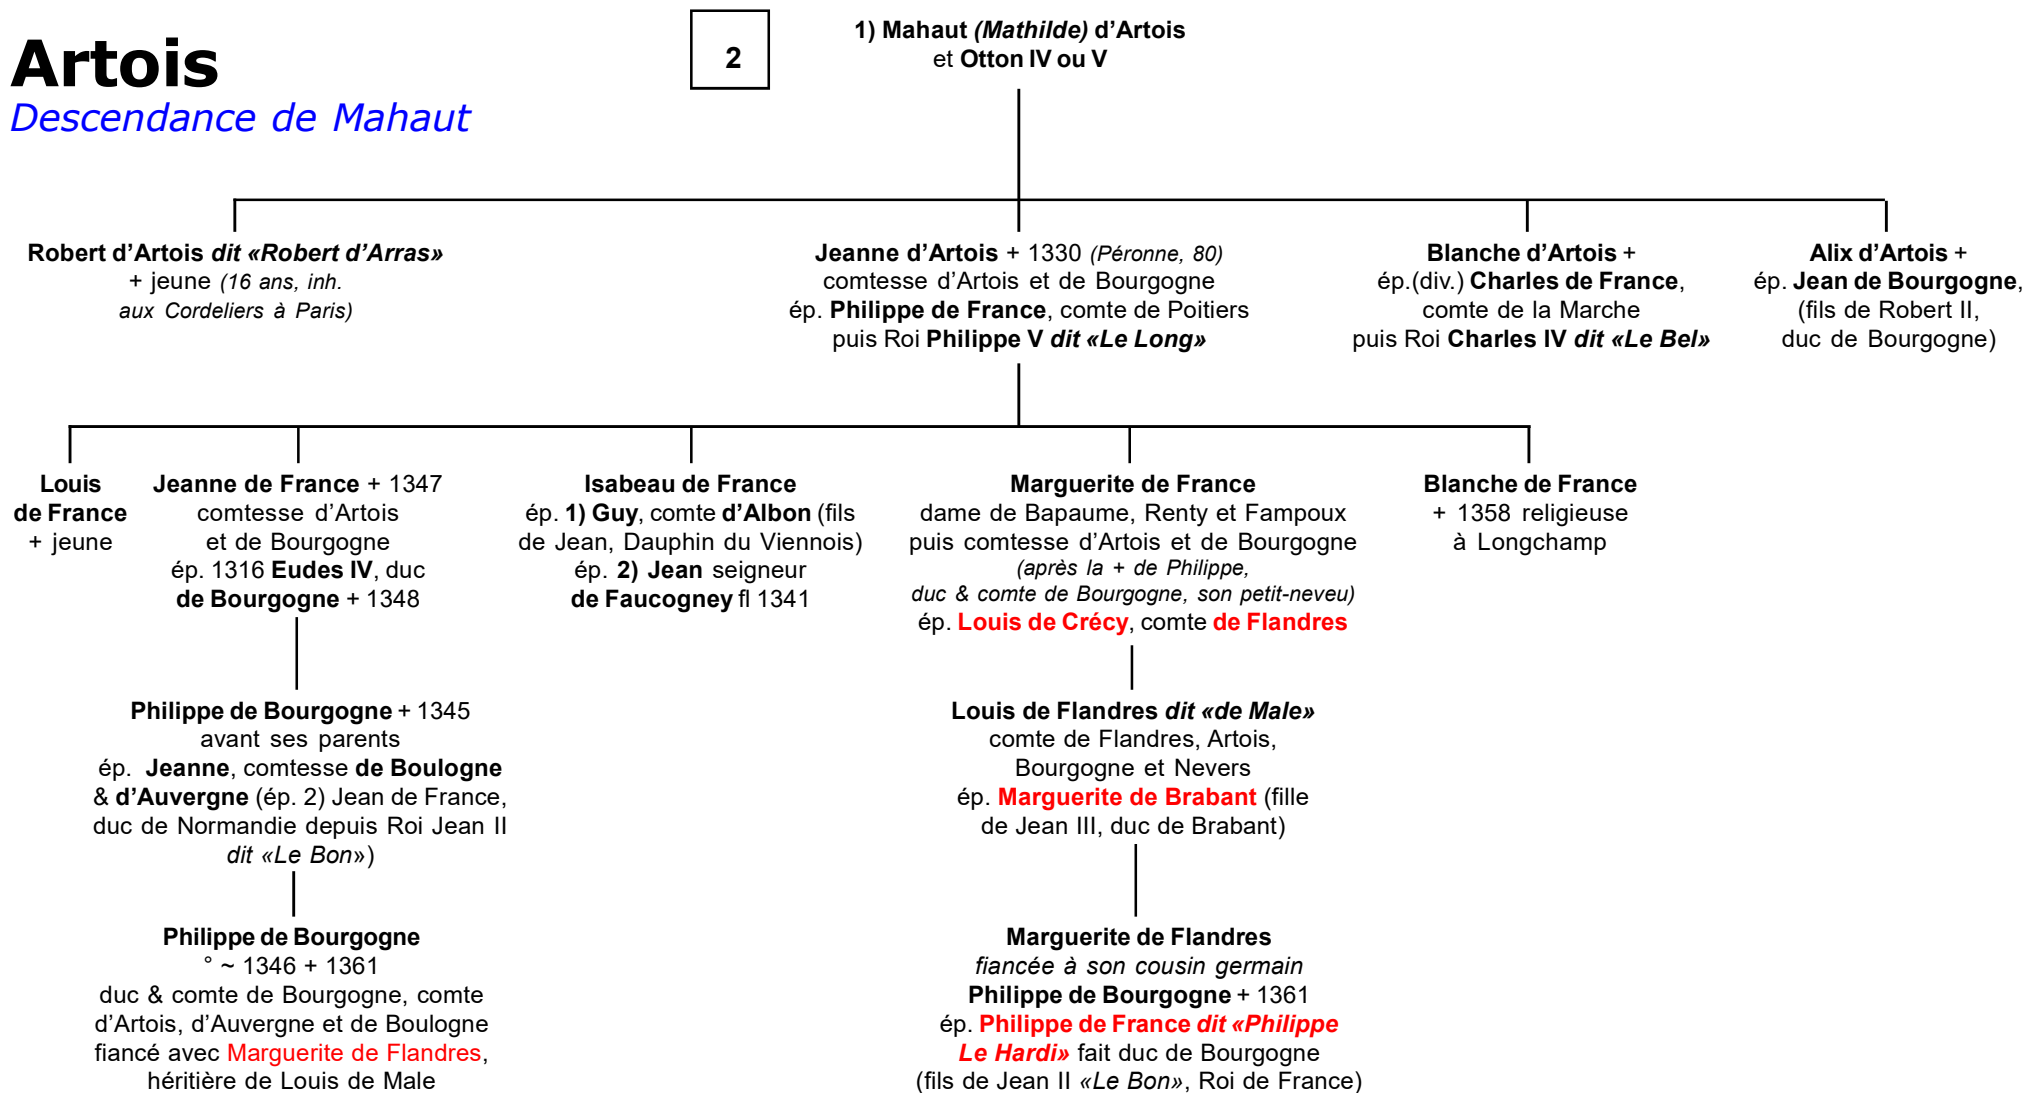 Artois
Descendance de Mahaut
2
1) Mahaut (Mathilde) d’Artois
et Otton IV ou V
Robert d’Artois dit «Robert d’Arras»
+ jeune (16 ans, inh.
aux Cordeliers à Paris)
Jeanne d’Artois + 1330 (Péronne, 80)
comtesse d’Artois et de Bourgogne
ép. Philippe de France, comte de Poitiers
puis Roi Philippe V dit «Le Long»
Blanche d’Artois +
ép.(div.) Charles de France,
comte de la Marche
puis Roi Charles IV dit «Le Bel»
Alix d’Artois +
ép. Jean de Bourgogne,
(fils de Robert II,
duc de Bourgogne)
Louis
de France
+ jeune
Jeanne de France + 1347
comtesse d’Artois
et de Bourgogne
ép. 1316 Eudes IV, duc
de Bourgogne + 1348
Isabeau de France
ép. 1) Guy, comte d’Albon (fils
de Jean, Dauphin du Viennois)
ép. 2) Jean seigneur
de Faucogney fl 1341
Marguerite de France
dame de Bapaume, Renty et Fampoux
puis comtesse d’Artois et de Bourgogne
(après la + de Philippe,
duc & comte de Bourgogne, son petit-neveu)
ép. Louis de Crécy, comte de Flandres
Blanche de France
+ 1358 religieuse
à Longchamp
Philippe de Bourgogne + 1345
avant ses parents
ép. Jeanne, comtesse de Boulogne
& d’Auvergne (ép. 2) Jean de France,
duc de Normandie depuis Roi Jean II
dit «Le Bon»)
Louis de Flandres dit «de Male»
comte de Flandres, Artois,
Bourgogne et Nevers
ép. Marguerite de Brabant (fille
de Jean III, duc de Brabant)
Philippe de Bourgogne
° ~ 1346 + 1361
duc & comte de Bourgogne, comte
d’Artois, d’Auvergne et de Boulogne
fiancé avec Marguerite de Flandres,
héritière de Louis de Male
Marguerite de Flandres
fiancée à son cousin germain
Philippe de Bourgogne + 1361
ép. Philippe de France dit «Philippe
Le Hardi» fait duc de Bourgogne
(fils de Jean II «Le Bon», Roi de France)